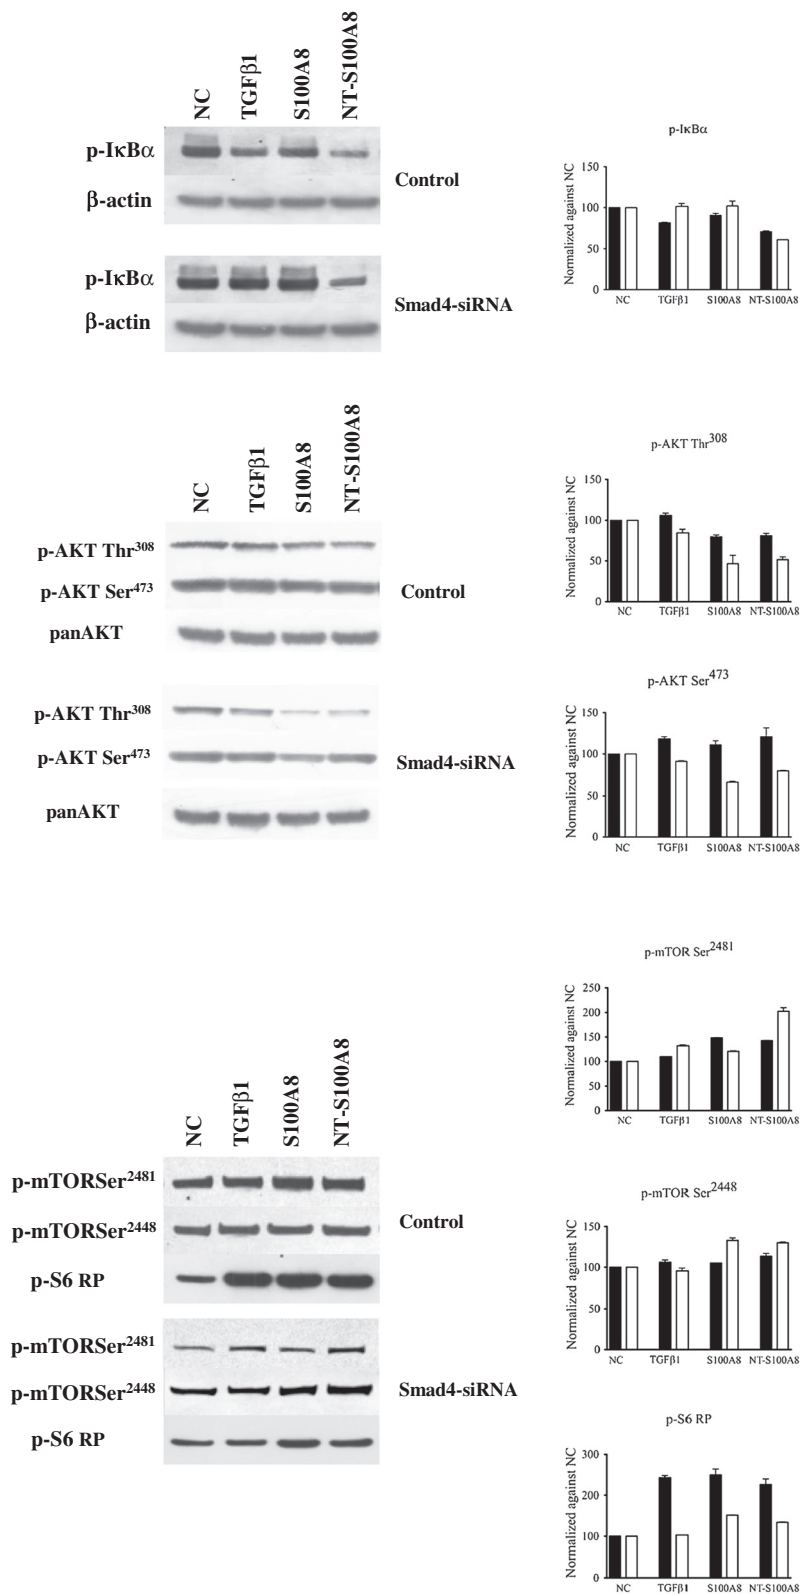 NC TGFβ1 S100A8 NT-S100A8
p-IκBα
β-actin
Control
p-IκBα
β-actin
Smad4-siRNA
p-IκBα
Normalized against NC
150
100
50
0
NC TGFβ1 S100A8 NT-S100A8
NC TGFβ1 S100A8 NT-S100A8
p-AKT Thr308
p-AKT Ser473
panAKT
Control
p-AKT Thr308
p-AKT Ser473
panAKT
Smad4-siRNA
p-AKT Thr308
Normalized against NC
150
100
50
0
NC TGFβ1 S100A8 NT-S100A8
p-AKT Ser473
Normalized against NC
150
100
50
0
NC TGFβ1 S100A8 NT-S100A8
NC TGFβ1 S100A8 NT-S100A8
p-mTORSer2481
p-mTORSer2448
p-S6 RP
Control
p-mTORSer2481
p-mTORSer2448
p-S6 RP
Smad4-siRNA
p-mTOR Ser2481
Normalized against NC
250
200
150
100
50
0
NC TGFβ1 S100A8 NT-S100A8
p-mTOR Ser2448
Normalized against NC
150
100
50
0
NC TGFβ1 S100A8 NT-S100A8
p-S6 RP
Normalized against NC
300
200
100
0
NC TGFβ1 S100A8 NT-S100A8